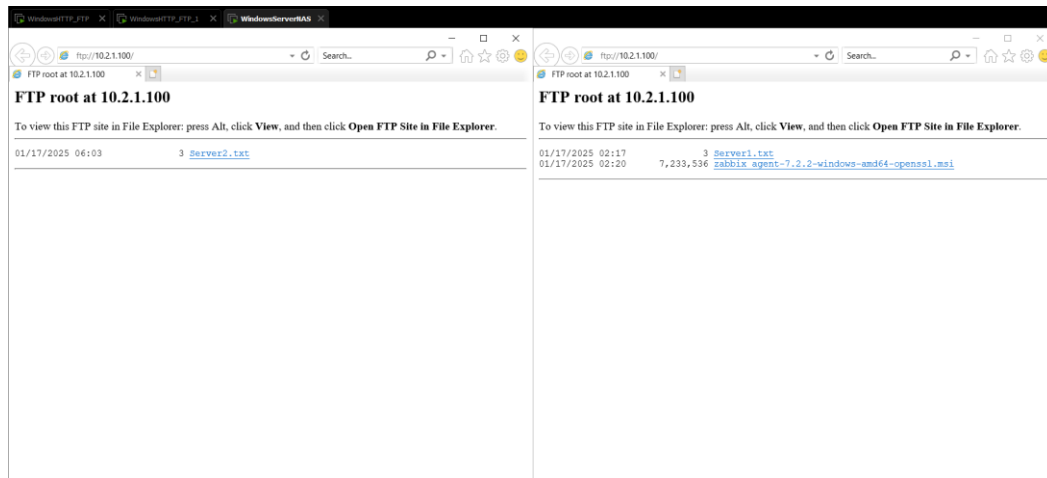 WindowsHTTP_FTP
WindowsHTTP_FTP_1
WindowsServerNAS
ftp://10.2.1.100/
Search...
FTP root at 10.2.1.100
FTP root at 10.2.1.100
To view this FTP site in File Explorer: press Alt, click View, and then click Open FTP Site in File Explorer.
01/17/2025 06:03 3 Server2.txt
ftp://10.2.1.100/
Search...
FTP root at 10.2.1.100
FTP root at 10.2.1.100
To view this FTP site in File Explorer: press Alt, click View, and then click Open FTP Site in File Explorer.
01/17/2025 02:17 3 Server1.txt
01/17/2025 02:20 7,233,536 zabbix_agent-7.2.2-windows-amd64-openssl.msi